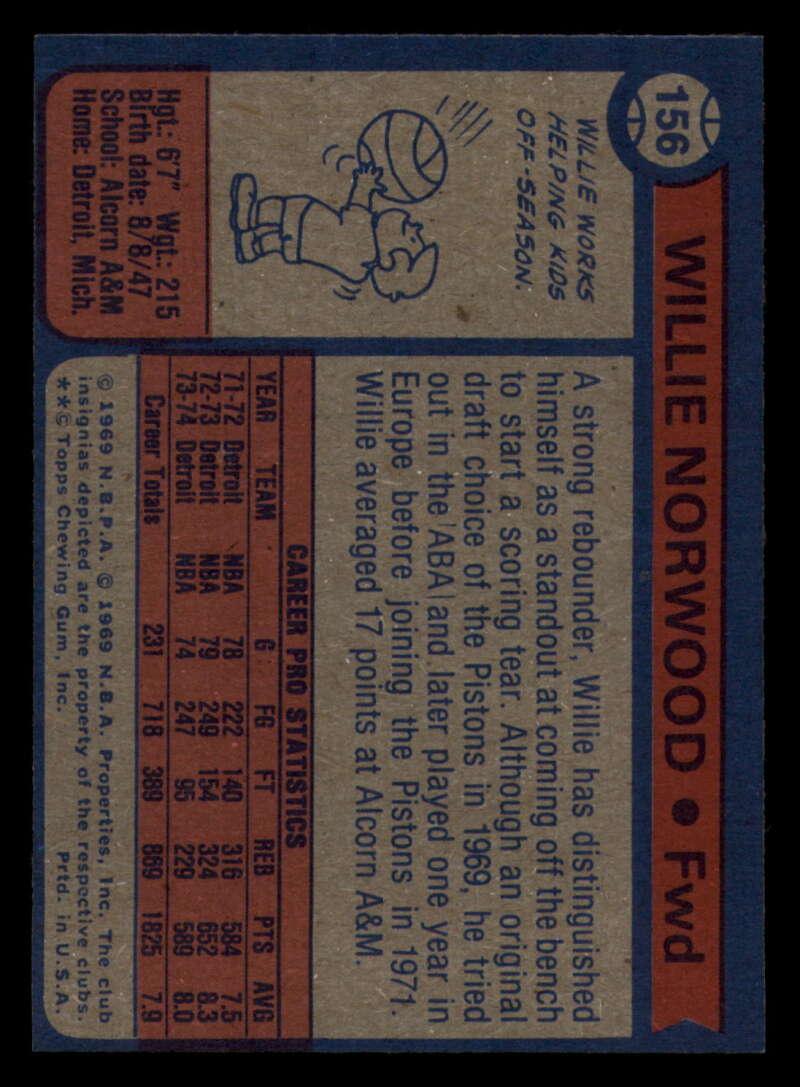 156
WILLIE NORWOOD • Fwd
WILLIE WORKS
HELPING KIDS
OFF-SEASON.
Hgt.: 6'7" Wgt.: 215
Birth date: 8/8/47
School: Alcorn A&M
Home: Detroit, Mich.
A strong rebounder, Willie has distinguished
himself as a standout at coming off the bench
to start a scoring tear. Although an original
draft choice of the Pistons in 1969, he tried
out in the ABA and later played one year in
Europe before joining the Pistons in 1971.
Willie averaged 17 points at Alcorn A&M.
CAREER PRO STATISTICS
YEAR TEAM G FG FT REB PTS AVG
71-72 Detroit NBA 78 222 140 316 584 7.5
72-73 Detroit NBA 79 249 154 324 652 8.3
73-74 Detroit NBA 74 247 95 229 589 8.0
Career Totals 231 718 389 869 1825 7.9
© 1969 N.B.P.A. © 1969 N.B.A. Properties, Inc. The club
insignias depicted are the property of the respective clubs.
**© Topps Chewing Gum, Inc. Prtd. in U.S.A.